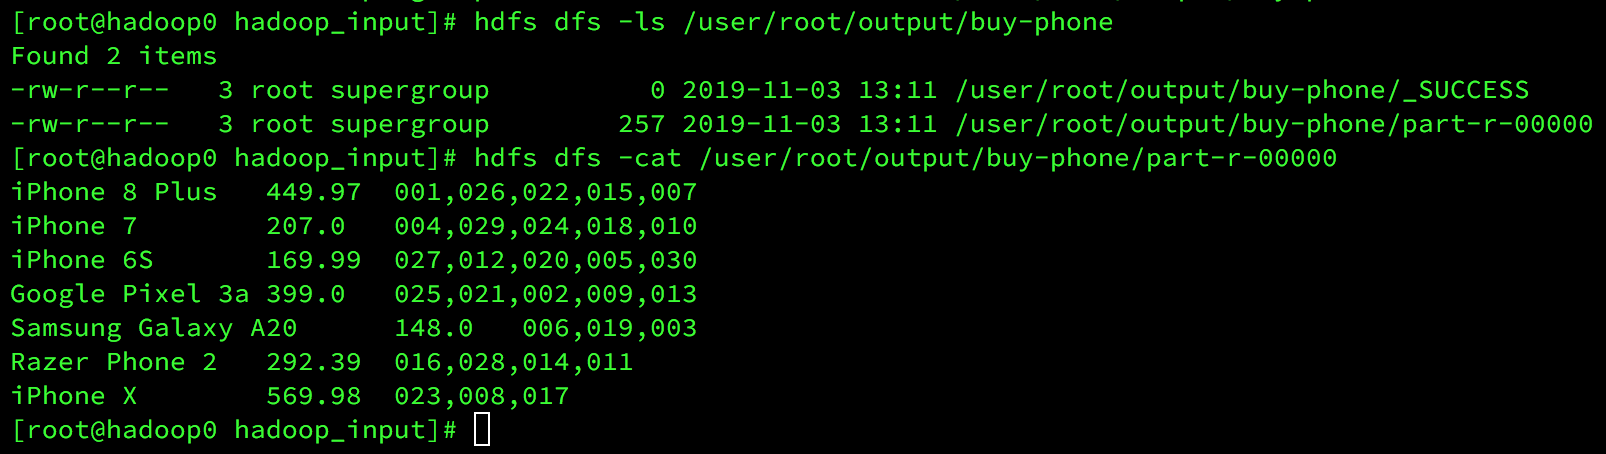 [root@hadoop0 hadoop_input]# hdfs dfs -ls /user/root/output/buy-phone
Found 2 items
-rw-r--r--   3 root supergroup          0 2019-11-03 13:11 /user/root/output/buy-phone/_SUCCESS
-rw-r--r--   3 root supergroup        257 2019-11-03 13:11 /user/root/output/buy-phone/part-r-00000
[root@hadoop0 hadoop_input]# hdfs dfs -cat /user/root/output/buy-phone/part-r-00000
iPhone 8 Plus   449.97  001,026,022,015,007
iPhone 7        207.0   004,029,024,018,010
iPhone 6S       169.99  027,012,020,005,030
Google Pixel 3a 399.0   025,021,002,009,013
Samsung Galaxy A20      148.0   006,019,003
Razer Phone 2   292.39  016,028,014,011
iPhone X        569.98  023,008,017
[root@hadoop0 hadoop_input]#